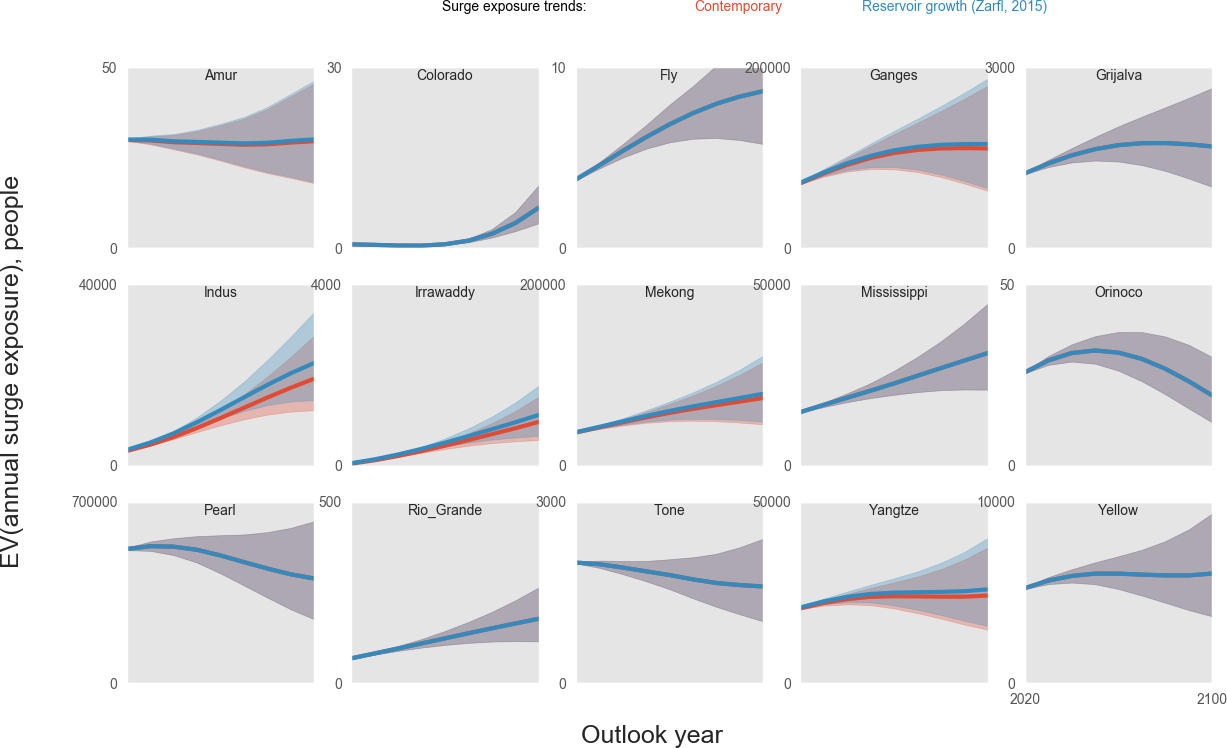 Surge exposure trends: Contemporary Reservoir growth (Zarfl, 2015)
50 Amur 30 Colorado 10 Fly 200000 Ganges 3000 Grijalva
0 0 0 0 0
40000 Indus 4000 Irrawaddy 200000 Mekong 50000 Mississippi 50 Orinoco
0 0 0 0 0
700000 Pearl 500 Rio_Grande 3000 Tone 50000 Yangtze 10000 Yellow
0 0 0 0 0
2020 2100
EV(annual surge exposure), people
Outlook year